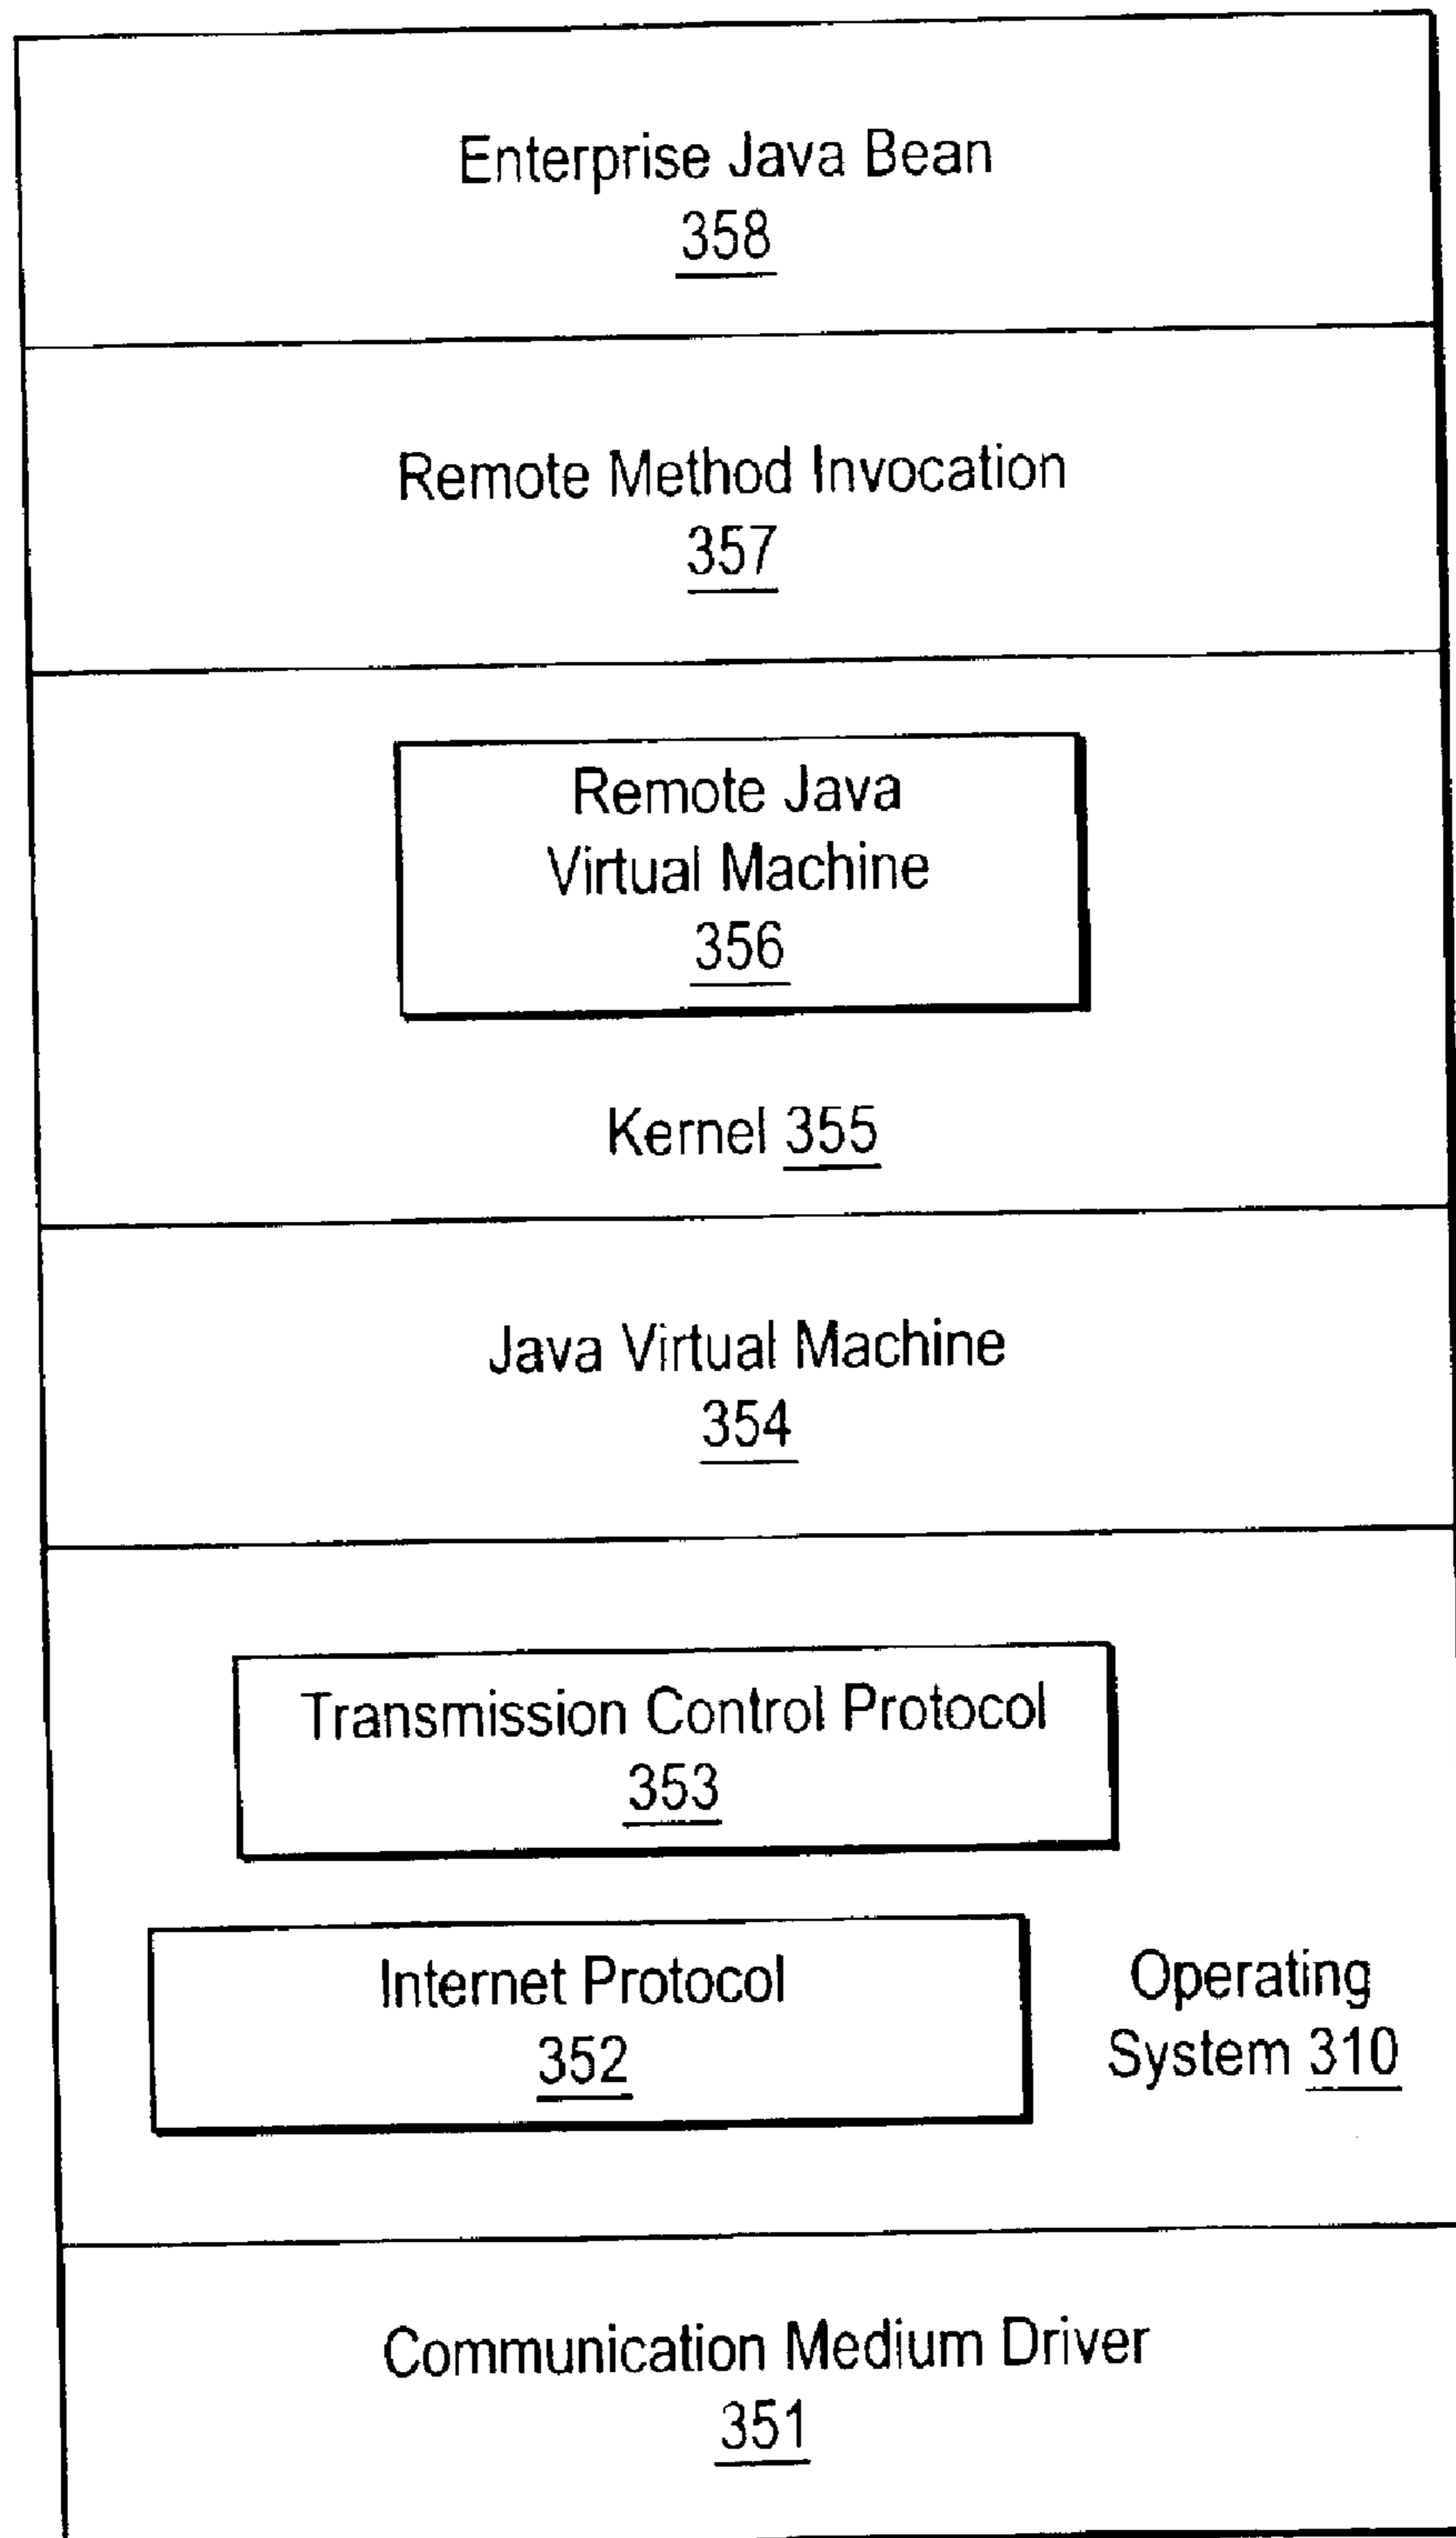 Enterprise Java Bean
358
Remote Method Invocation
357
Remote Java
Virtual Machine
356
Kernel 355
Java Virtual Machine
354
Transmission Control Protocol
353
Internet Protocol
352
Operating
System 310
Communication Medium Driver
351